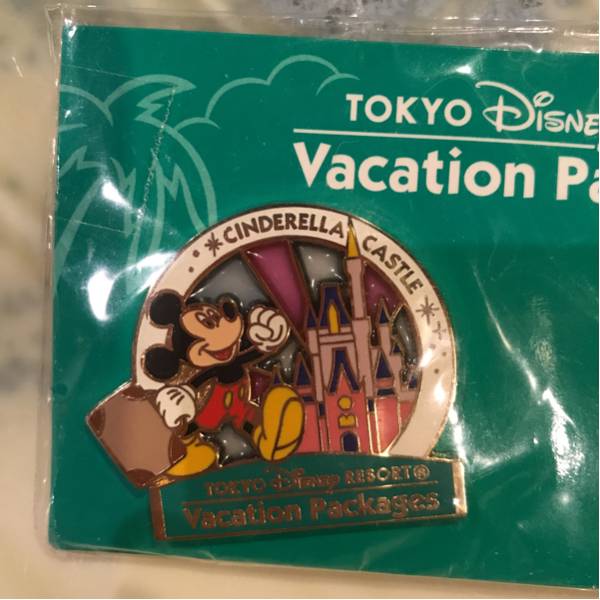 TOKYO Disne
Vacation Pa
CINDERELLA CASTLE
TOKYO Disney RESORT®
Vacation Packages